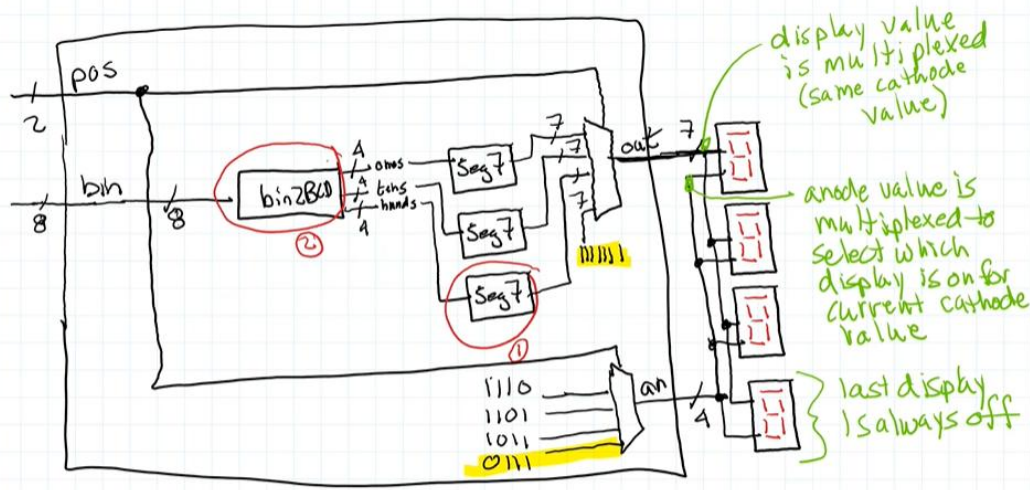 pos
2
bin
8
8
bin2BCD
②
4
ones
4
tens
4
hunds
Seg7
Seg7
Seg7
①
7
7
7
7
1111111
out
7
1110
1101
1011
0111
an
4
display value
is multiplexed
(same cathode
value)
anode value is
multiplexed to
select which
display is on for
current cathode
value
last display
is always off